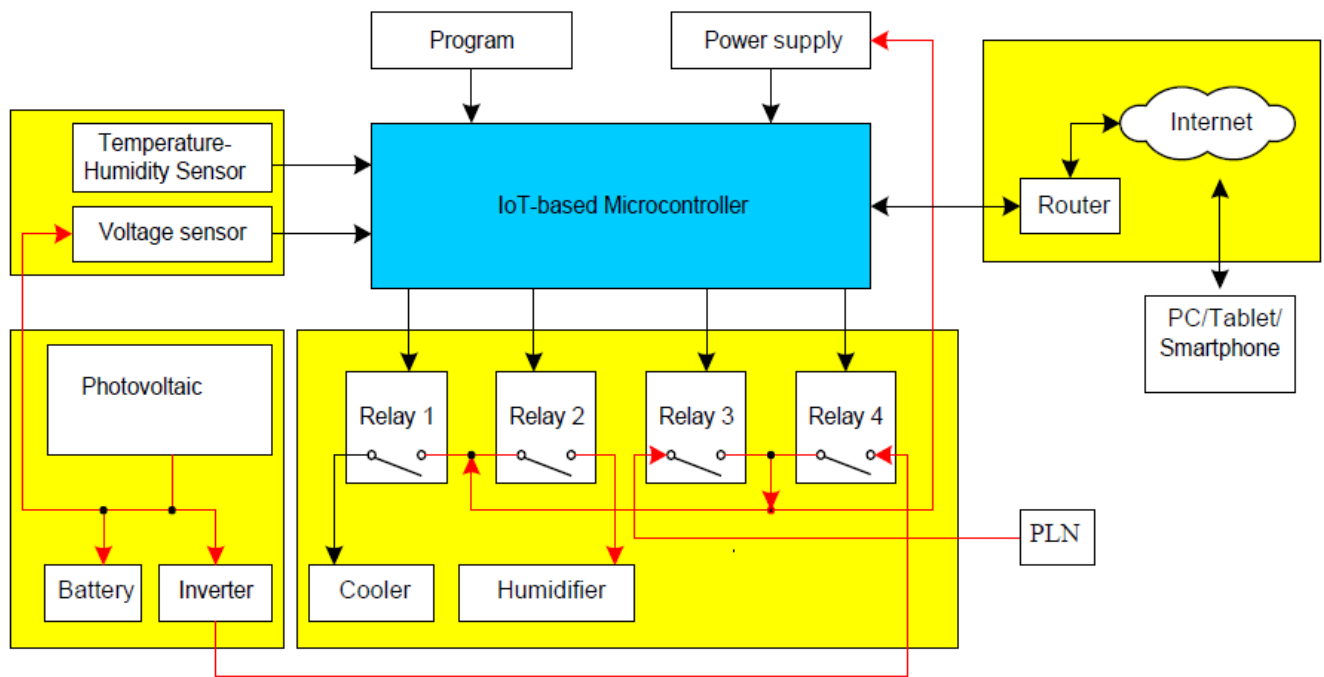 Program
Power supply
Temperature-
Humidity Sensor
Voltage sensor
IoT-based Microcontroller
Internet
Router
PC/Tablet/
Smartphone
Photovoltaic
Relay 1
Relay 2
Relay 3
Relay 4
PLN
Battery
Inverter
Cooler
Humidifier